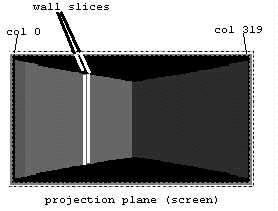 wall slices
col 0
col 319
projection plane (screen)